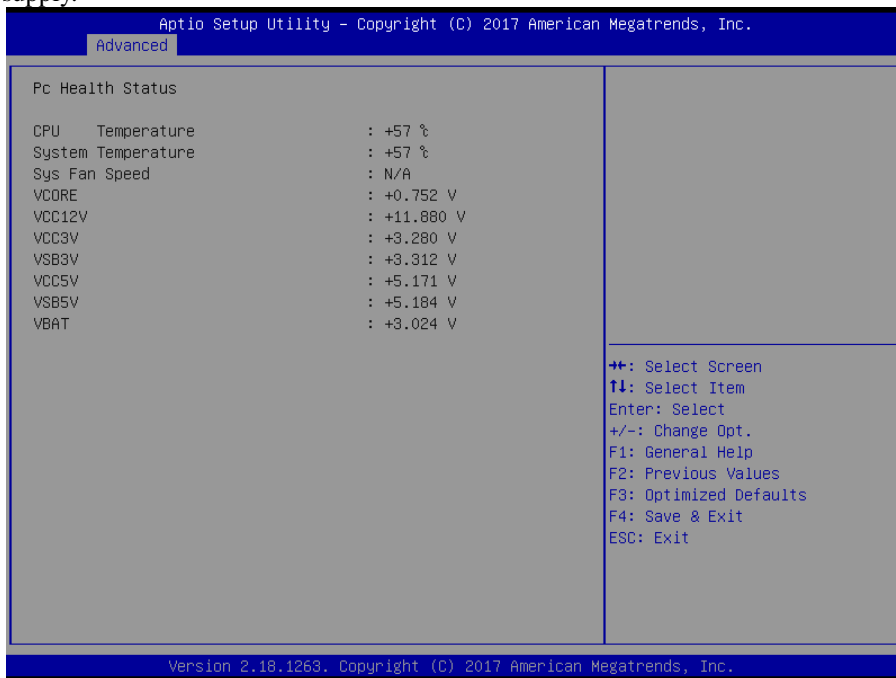 supply.
Aptio Setup Utility – Copyright (C) 2017 American Megatrends, Inc.
Advanced
Pc Health Status
CPU Temperature : +57 ℃
System Temperature : +57 ℃
Sys Fan Speed : N/A
VCORE : +0.752 V
VCC12V : +11.880 V
VCC3V : +3.280 V
VSB3V : +3.312 V
VCC5V : +5.171 V
VSB5V : +5.184 V
VBAT : +3.024 V
→←: Select Screen
↑↓: Select Item
Enter: Select
+/-: Change Opt.
F1: General Help
F2: Previous Values
F3: Optimized Defaults
F4: Save & Exit
ESC: Exit
Version 2.18.1263. Copyright (C) 2017 American Megatrends, Inc.